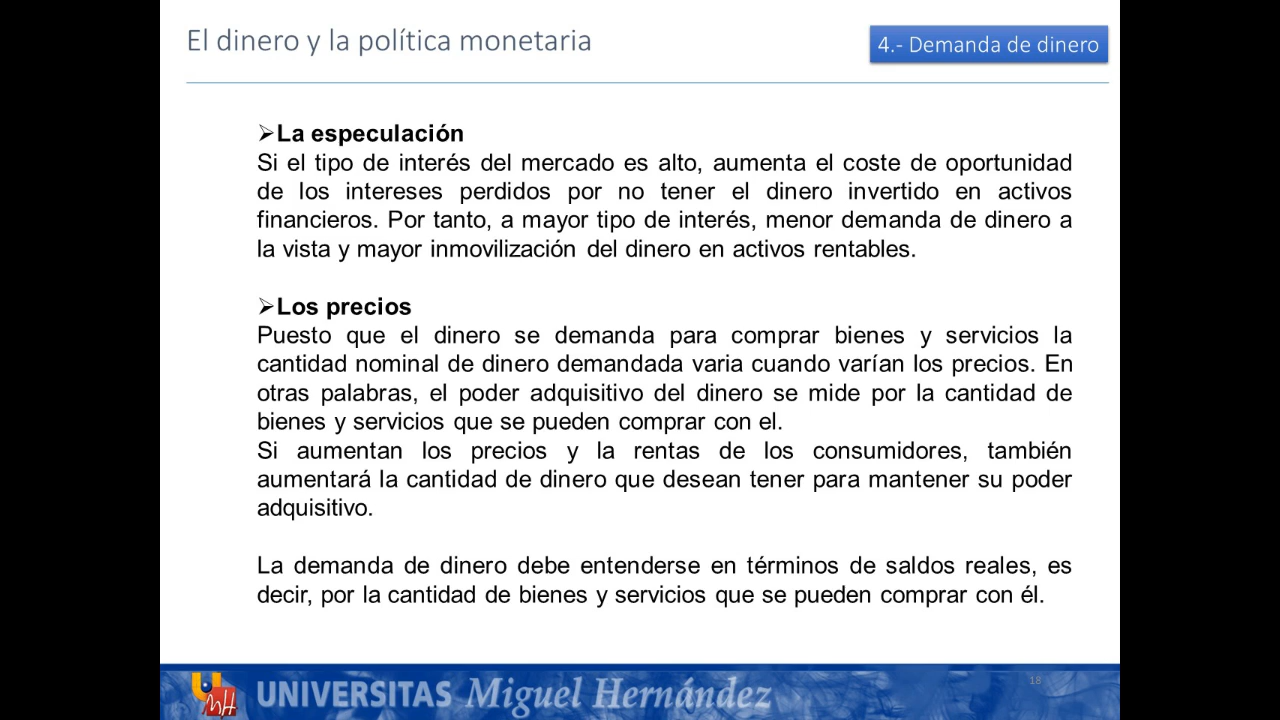 El dinero y la política monetaria
4.- Demanda de dinero
➢La especulación
Si el tipo de interés del mercado es alto, aumenta el coste de oportunidad
de los intereses perdidos por no tener el dinero invertido en activos
financieros. Por tanto, a mayor tipo de interés, menor demanda de dinero a
la vista y mayor inmovilización del dinero en activos rentables.
➢Los precios
Puesto que el dinero se demanda para comprar bienes y servicios la
cantidad nominal de dinero demandada varia cuando varían los precios. En
otras palabras, el poder adquisitivo del dinero se mide por la cantidad de
bienes y servicios que se pueden comprar con el.
Si aumentan los precios y la rentas de los consumidores, también
aumentará la cantidad de dinero que desean tener para mantener su poder
adquisitivo.
La demanda de dinero debe entenderse en términos de saldos reales, es
decir, por la cantidad de bienes y servicios que se pueden comprar con él.
18
UMH
UNIVERSITAS Miguel Hernández